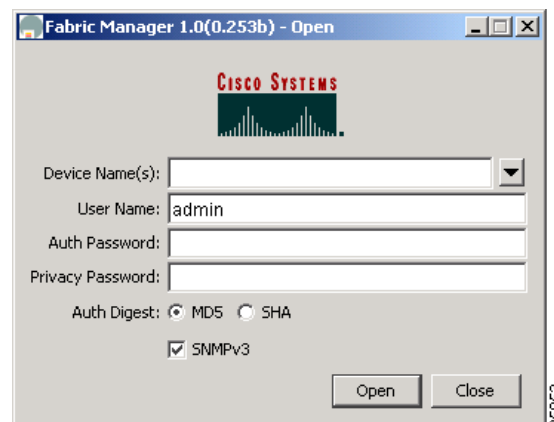 Fabric Manager 1.0(0.253b) - Open
CISCO SYSTEMS
Device Name(s):
User Name: admin
Auth Password:
Privacy Password:
Auth Digest: MD5 SHA
SNMPv3
Open Close